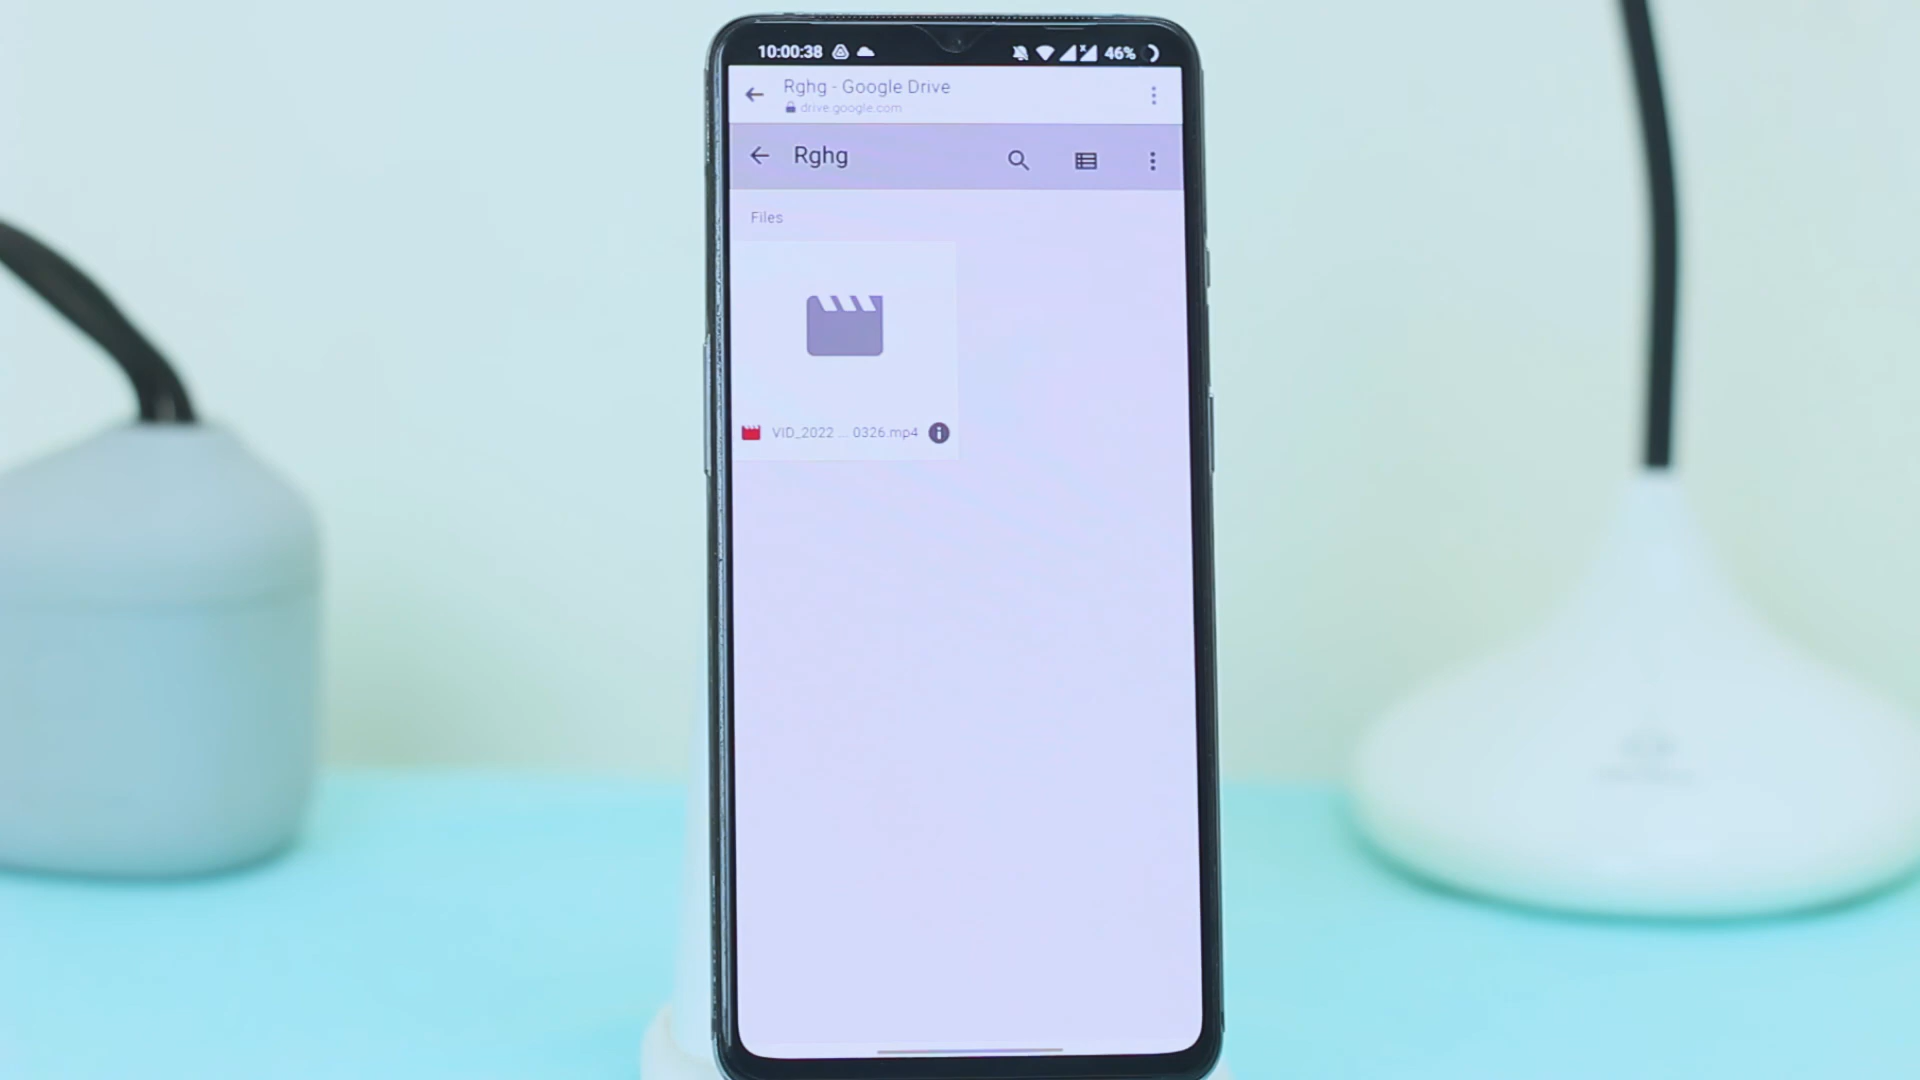 10:00:38 46%
Rghg - Google Drive
drive.google.com
Rghg
Files
VID_2022 ... 0326.mp4